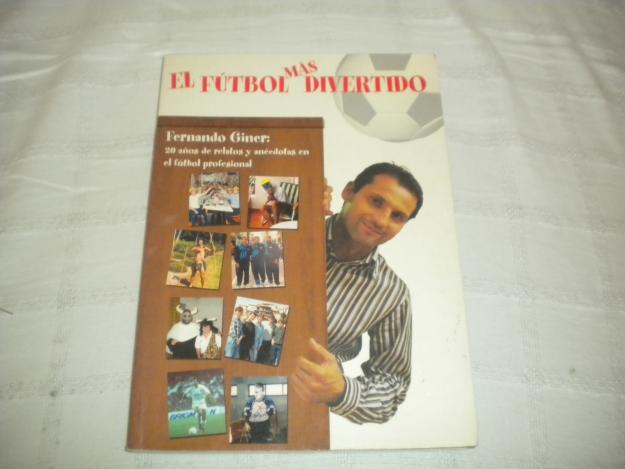 EL FÚTBOL MÁS DIVERTIDO
Fernando Giner:
20 años de relatos y anécdotas en
el fútbol profesional